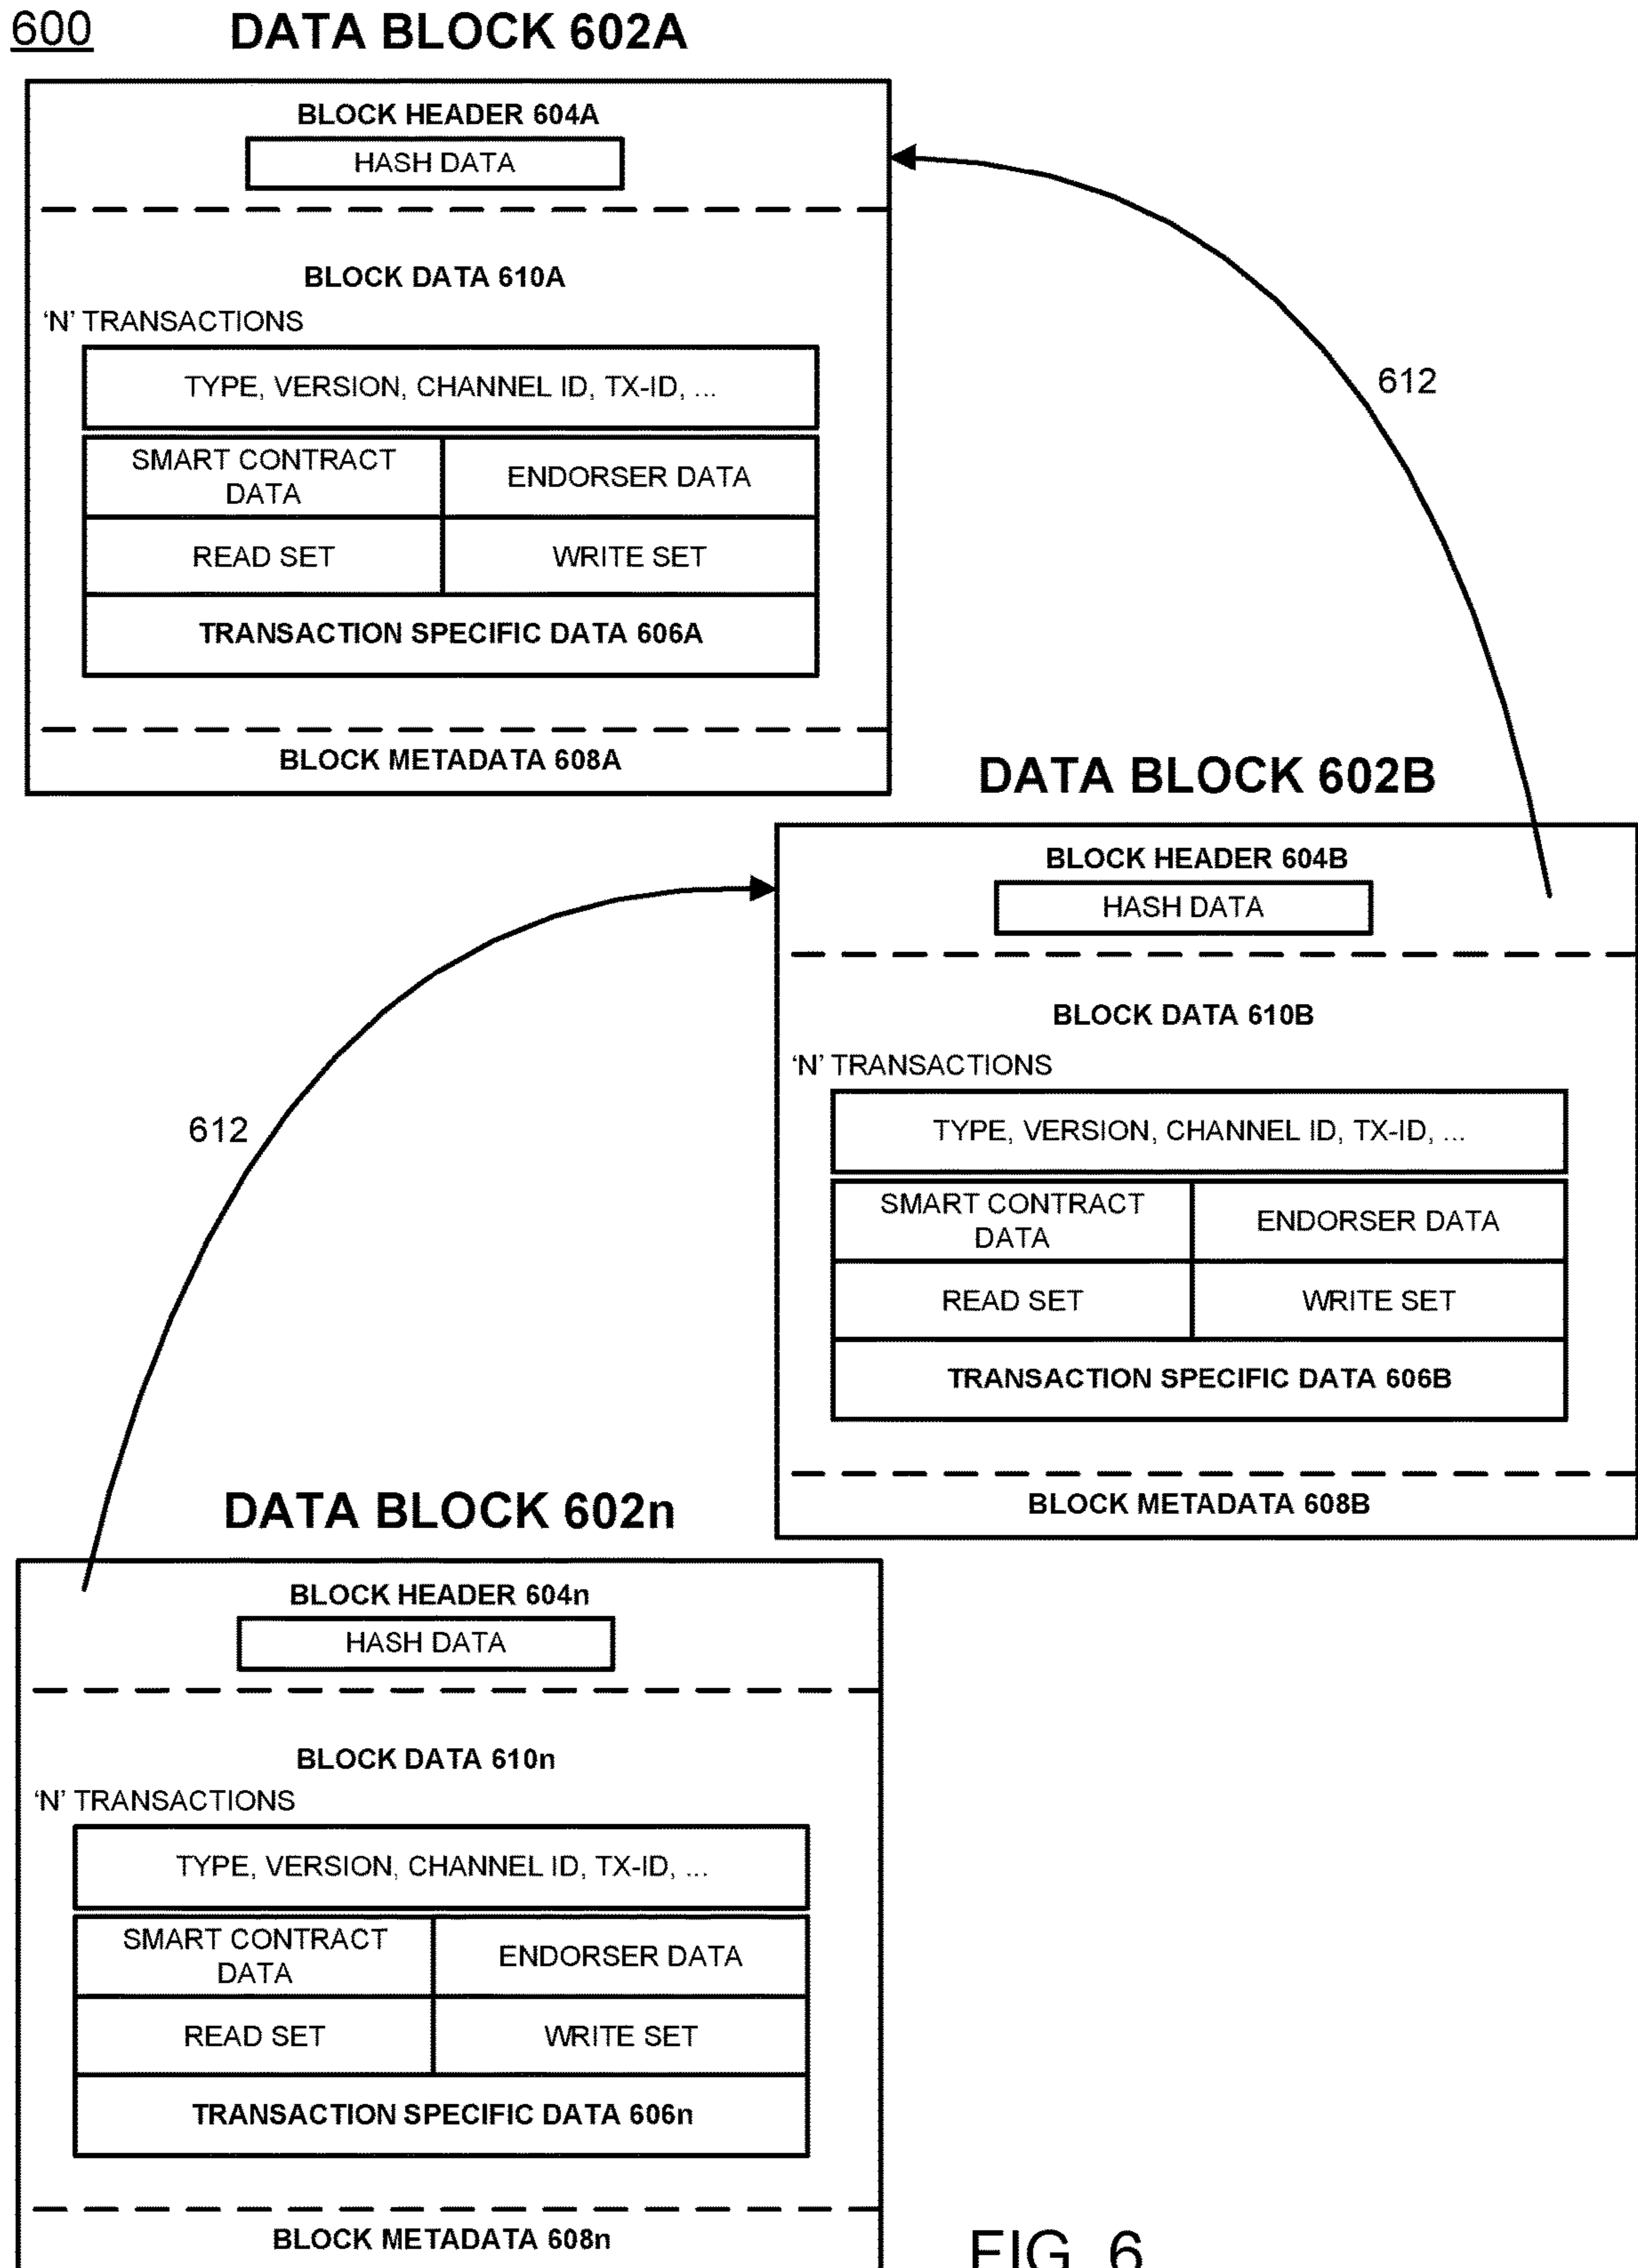 600
DATA BLOCK 602A
BLOCK HEADER 604A
HASH DATA
BLOCK DATA 610A
‘N’ TRANSACTIONS
TYPE, VERSION, CHANNEL ID, TX-ID, ...
SMART CONTRACT
DATA
ENDORSER DATA
READ SET
WRITE SET
TRANSACTION SPECIFIC DATA 606A
BLOCK METADATA 608A
612
DATA BLOCK 602B
BLOCK HEADER 604B
HASH DATA
BLOCK DATA 610B
‘N’ TRANSACTIONS
TYPE, VERSION, CHANNEL ID, TX-ID, ...
SMART CONTRACT
DATA
ENDORSER DATA
READ SET
WRITE SET
TRANSACTION SPECIFIC DATA 606B
BLOCK METADATA 608B
612
DATA BLOCK 602n
BLOCK HEADER 604n
HASH DATA
BLOCK DATA 610n
‘N’ TRANSACTIONS
TYPE, VERSION, CHANNEL ID, TX-ID, ...
SMART CONTRACT
DATA
ENDORSER DATA
READ SET
WRITE SET
TRANSACTION SPECIFIC DATA 606n
BLOCK METADATA 608n
FIG. 6